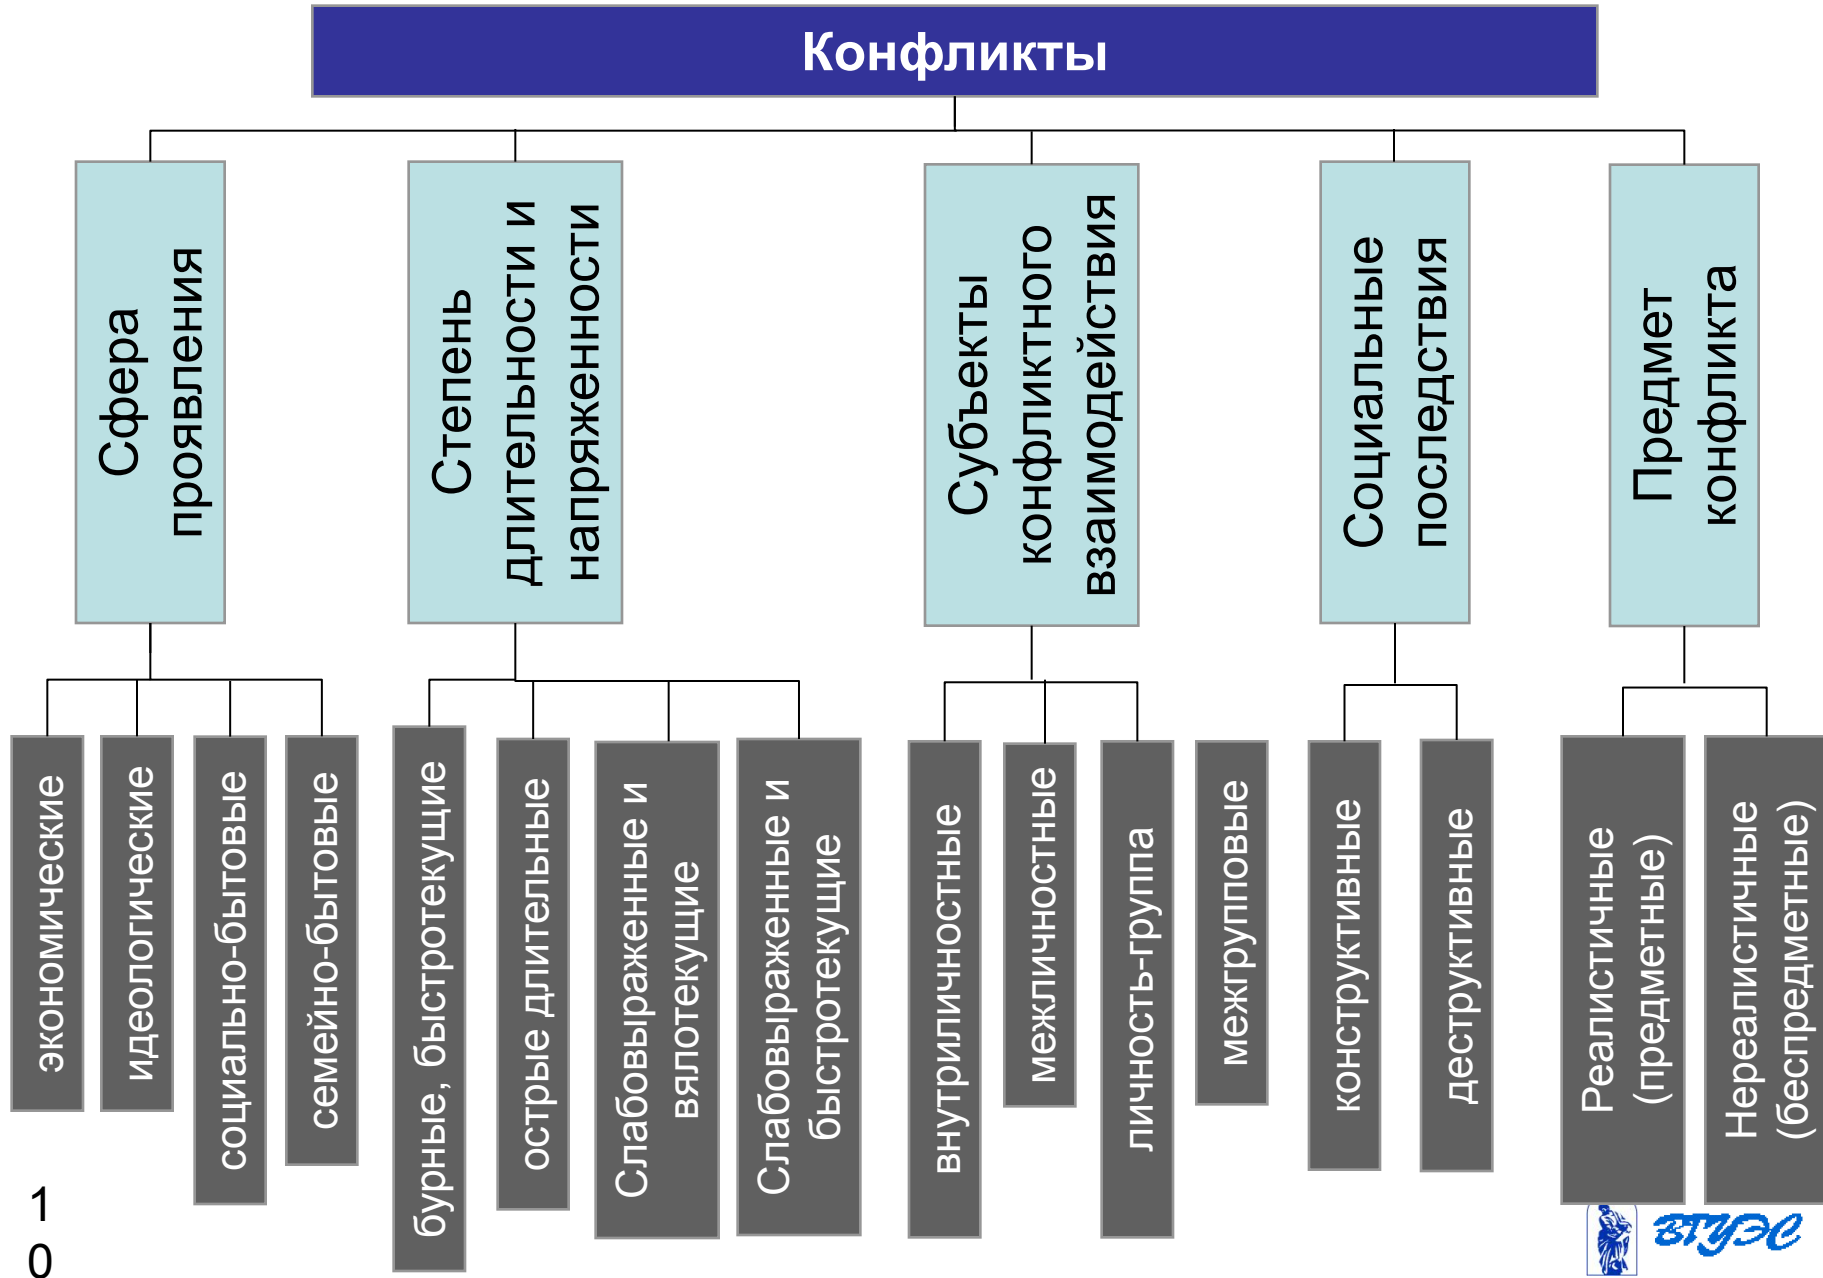 Конфликты
Сфера
проявления
Степень
длительности и
напряженности
Субъекты
конфликтного
взаимодействия
Социальные
последствия
Предмет
конфликта
экономические
идеологические
социально-бытовые
семейно-бытовые
бурные, быстротекущие
острые длительные
Слабовыраженные и
вялотекущие
Слабовыраженные и
быстротекущие
внутриличностные
межличностные
личность-группа
межгрупповые
конструктивные
деструктивные
Реалистичные
(предметные)
Нереалистичные
(беспредметные)
1
0
ВГУЭС